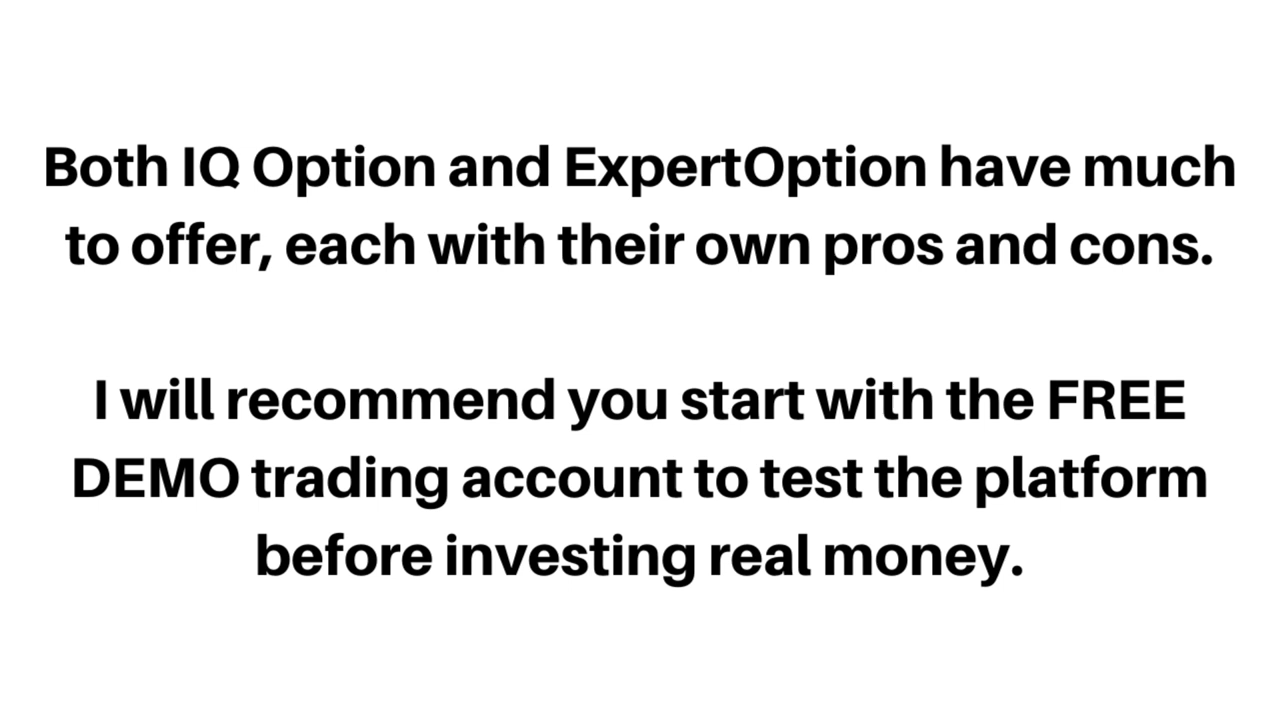 Both IQ Option and ExpertOption have much
to offer, each with their own pros and cons.
I will recommend you start with the FREE
DEMO trading account to test the platform
before investing real money.